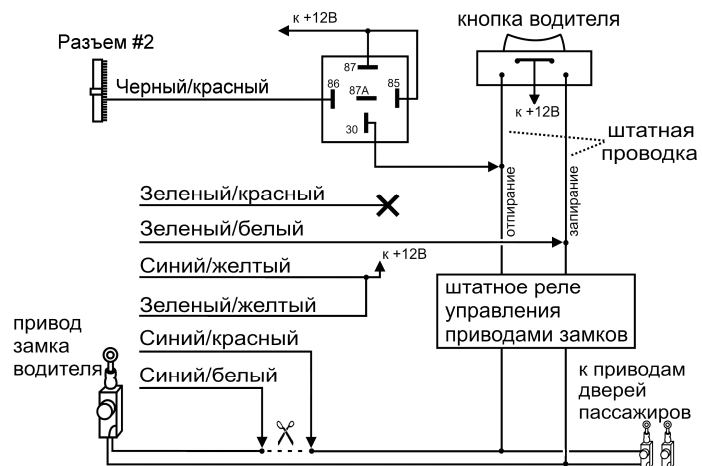 к +12В
кнопка водителя
Разъем #2
87
86
85
87А
Черный/красный
30
к +12В
штатная
проводка
Зеленый/красный
отпирание
запирание
Зеленый/белый
к +12В
Синий/желтый
штатное реле
управления
приводами замков
Зеленый/желтый
привод
замка
водителя
Синий/красный
Синий/белый
к приводам
дверей
пассажиров